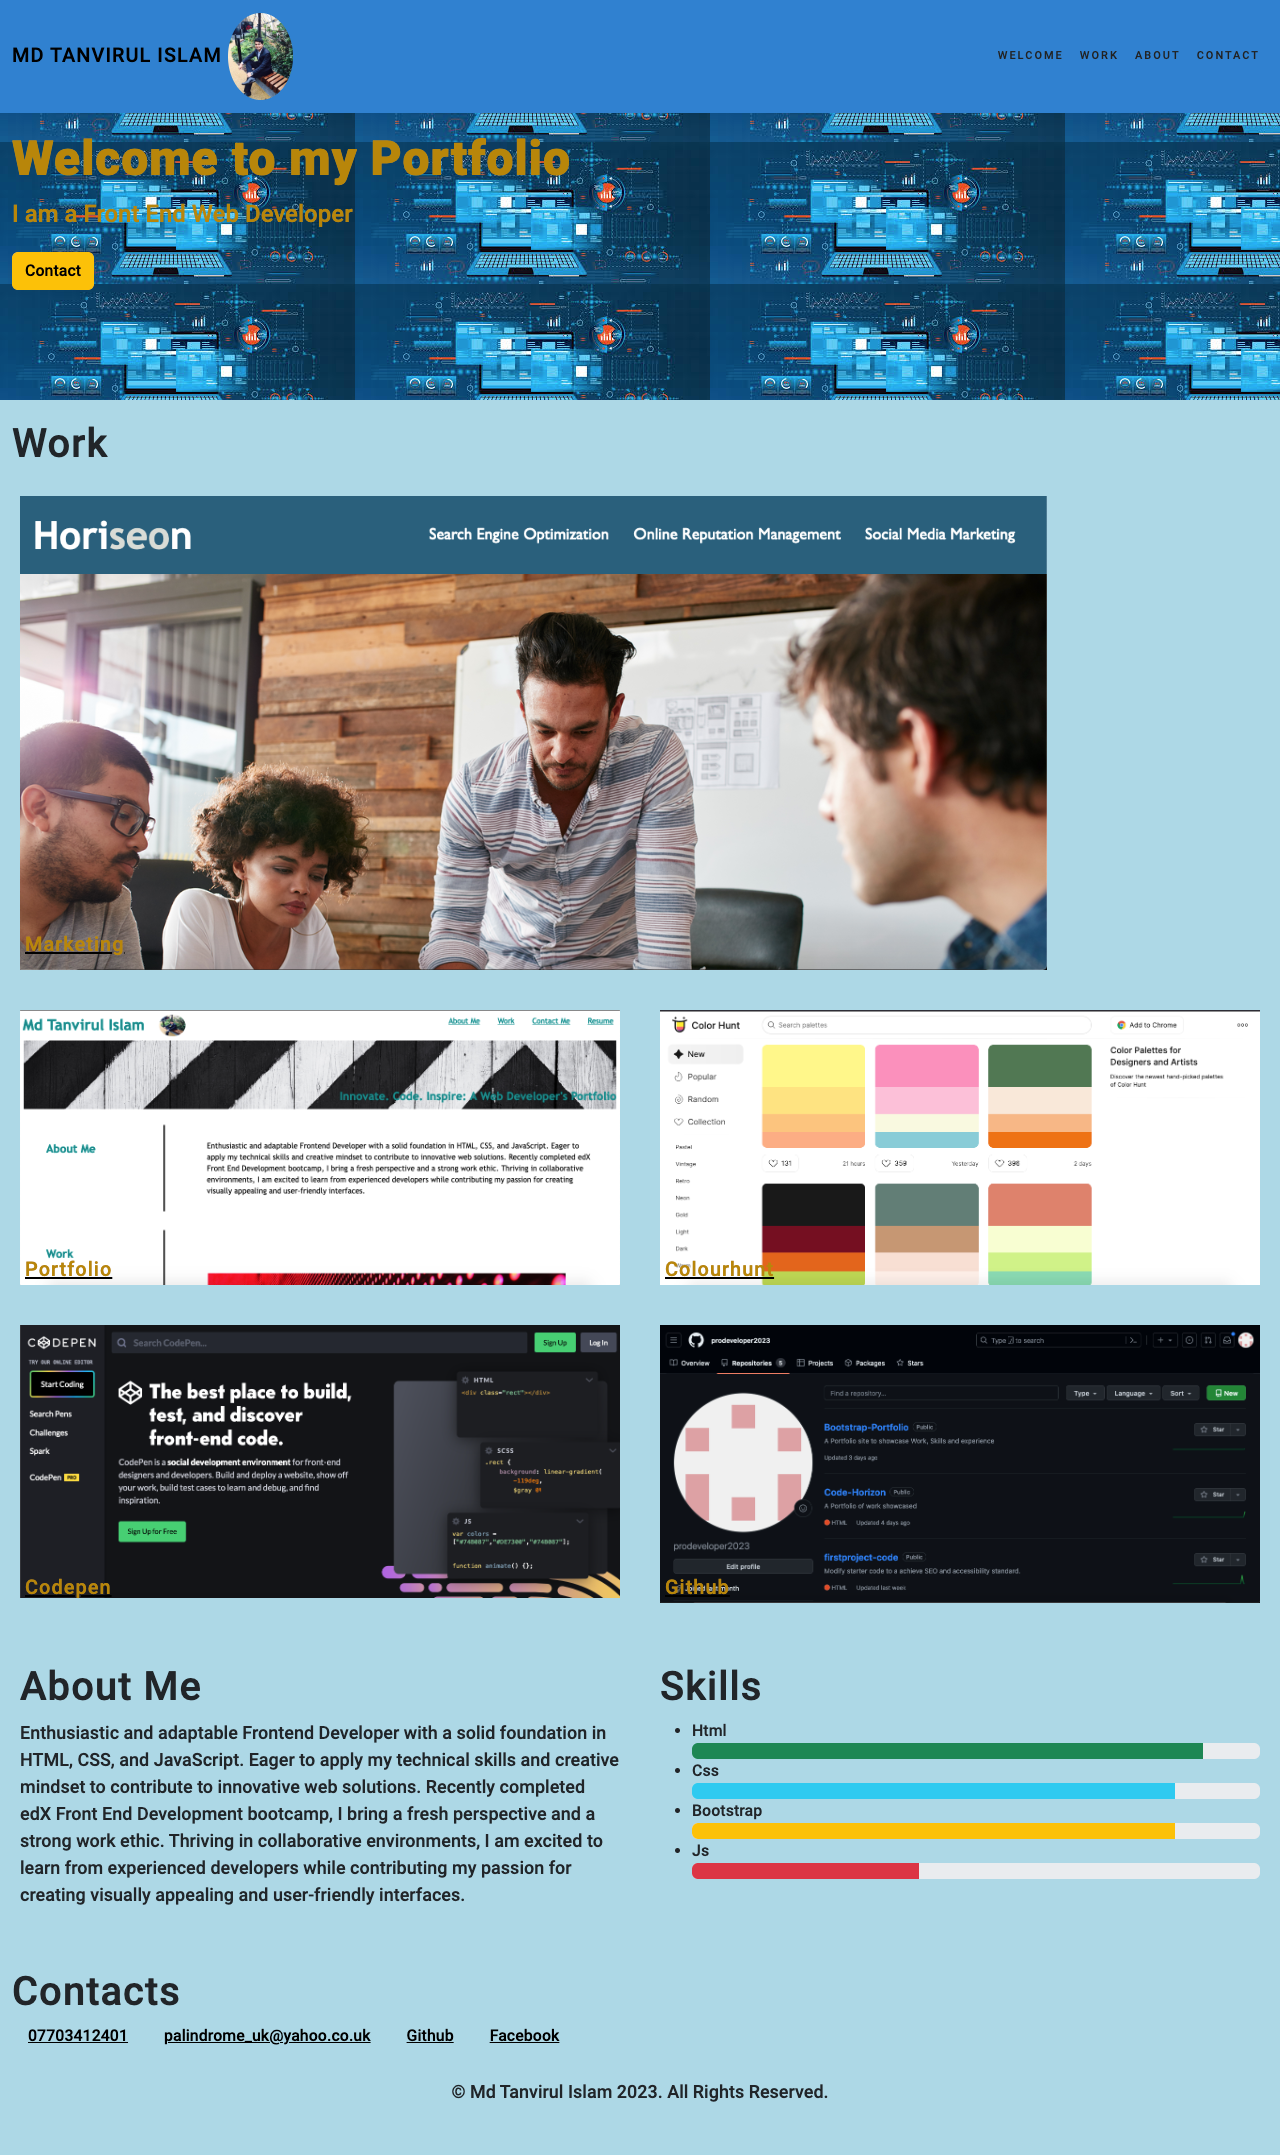 MD TANVIRUL ISLAM
WELCOME WORK ABOUT CONTACT
Welcome to my Portfolio
I am a Front End Web Developer
Contact
Work
Horiseon
Search Engine Optimization Online Reputation Management Social Media Marketing
Marketing
Md Tanvirul Islam
About Me Work Contact Me Resume
Innovate. Code. Inspire: A Web Developer's Portfolio
About Me
Enthusiastic and adaptable Frontend Developer with a solid foundation in HTML, CSS, and JavaScript. Eager to
apply my technical skills and creative mindset to contribute to innovative web solutions. Recently completed edX
Front End Development bootcamp, I bring a fresh perspective and a strong work ethic. Thriving in collaborative
environments, I am excited to learn from experienced developers while contributing my passion for creating
visually appealing and user-friendly interfaces.
Work
Portfolio
Color Hunt
Search palettes
Add to Chrome
New
Popular
Random
Collection
Pastel
Vintage
Retro
Neon
Gold
Light
Dark
Color Palettes for
Designers and Artists
Discover the newest hand-picked palettes
of Color Hunt
131 21 hours
359 Yesterday
396 2 days
Colourhunt
CODEPEN
Search CodePen...
Sign Up Log In
TRY OUR ONLINE EDITOR
Start Coding
Search Pens
Challenges
Spark
CodePen PRO
The best place to build,
test, and discover
front-end code.
CodePen is a social development environment for front-end
designers and developers. Build and deploy a website, show off
your work, build test cases to learn and debug, and find
inspiration.
Sign Up for Free
HTML
<div class="rect"></div>
SCSS
.rect {
background: linear-gradient(
-119deg,
$gray 0%
JS
var colors =
["#74B087","#DE7300","#74B087"];
function animate() {};
Codepen
prodeveloper2023
Type / to search
Overview Repositories 5 Projects Packages Stars
Find a repository...
Type Language Sort New
Bootstrap-Portfolio Public
A Portfolio site to showcase Work, Skills and experience
Updated 3 days ago
Star
Code-Horizon Public
A Portfolio of work showcased
HTML Updated 4 days ago
Star
firstproject-code Public
Modify starter code to a achieve SEO and accessibility standard.
HTML Updated last week
Star
prodeveloper2023
Edit profile
Joined last month
Github
About Me
Enthusiastic and adaptable Frontend Developer with a solid foundation in
HTML, CSS, and JavaScript. Eager to apply my technical skills and creative
mindset to contribute to innovative web solutions. Recently completed
edX Front End Development bootcamp, I bring a fresh perspective and a
strong work ethic. Thriving in collaborative environments, I am excited to
learn from experienced developers while contributing my passion for
creating visually appealing and user-friendly interfaces.
Skills
Html
Css
Bootstrap
Js
Contacts
07703412401 palindrome_uk@yahoo.co.uk Github Facebook
© Md Tanvirul Islam 2023. All Rights Reserved.